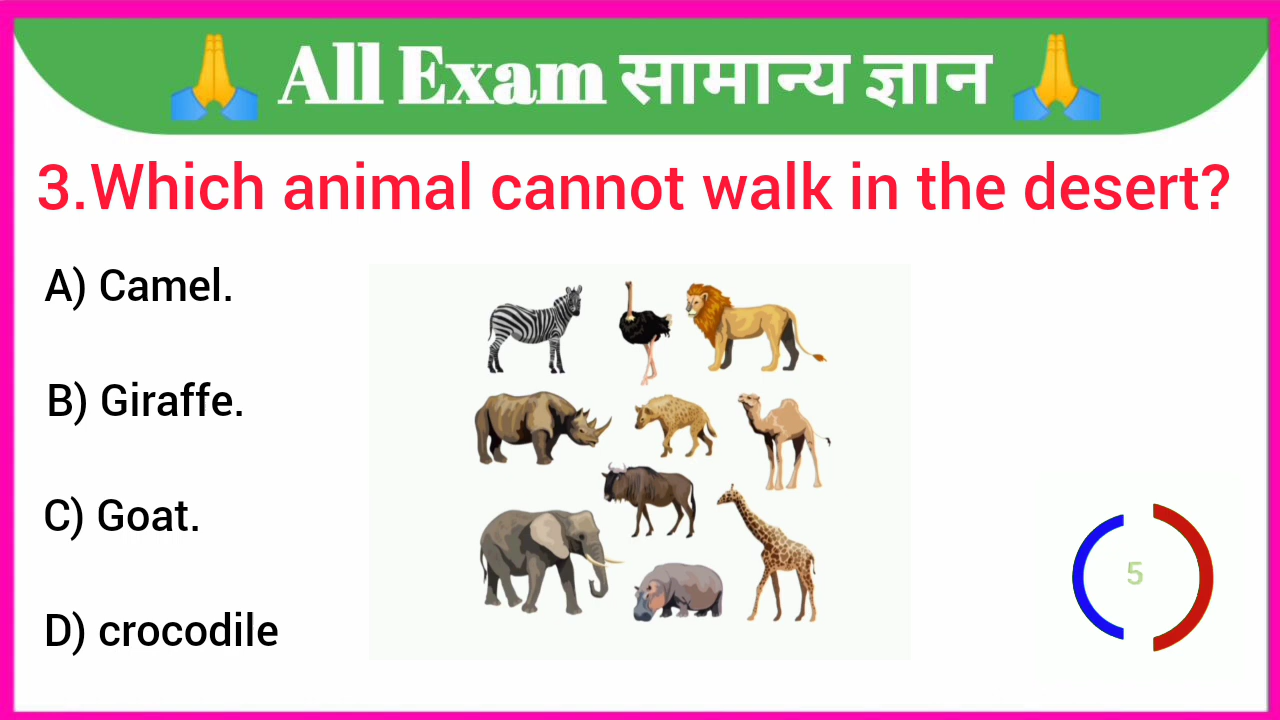 🙏 All Exam सामान्य ज्ञान 🙏
3.Which animal cannot walk in the desert?
A) Camel.
B) Giraffe.
C) Goat.
D) crocodile
5